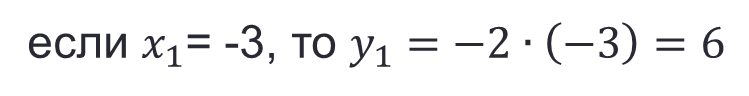 если x₁= -3, то y₁ = −2 · (−3) = 6